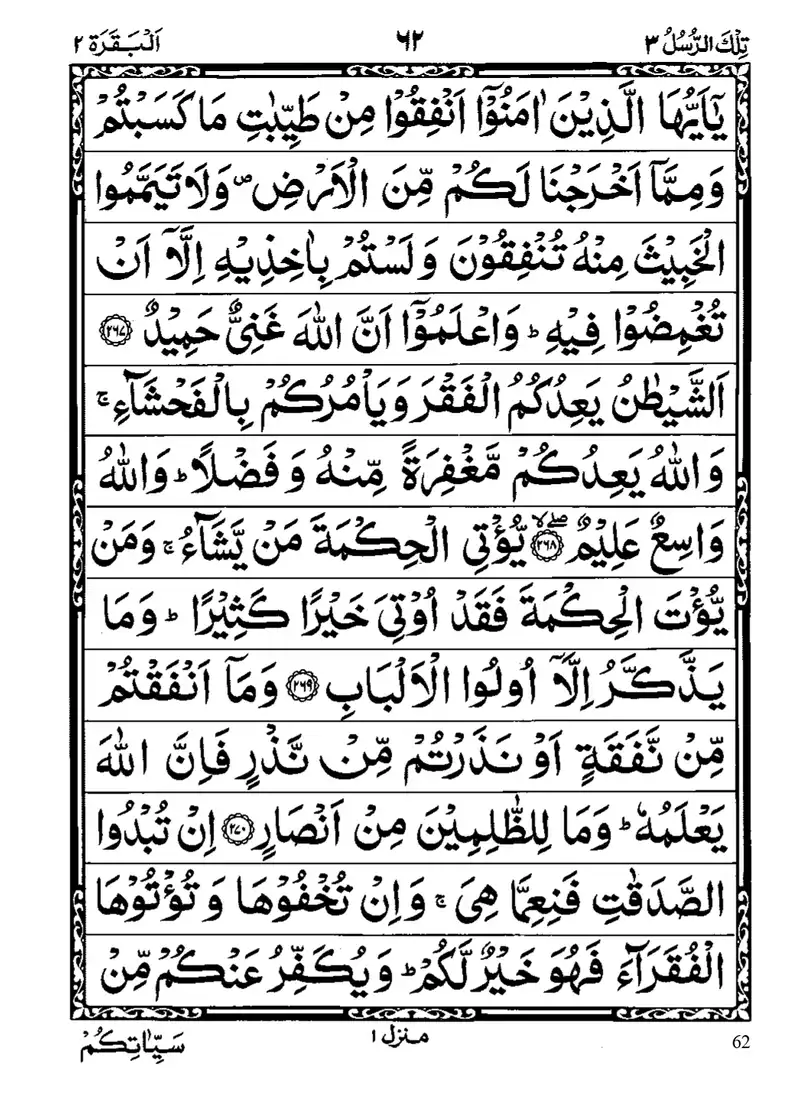 تِلْكَ الرُّسُلُ ٣ ٦٢ اَلْبَقَرَة ٢
يٰۤاَيُّهَا الَّذِيْنَ اٰمَنُوْۤا اَنْفِقُوْا مِنْ طَيِّبٰتِ مَا كَسَبْتُمْ
وَمِمَّاۤ اَخْرَجْنَا لَكُمْ مِّنَ الْاَرْضِ ۪ وَلَا تَيَمَّمُوا
الْخَبِيْثَ مِنْهُ تُنْفِقُوْنَ وَلَسْتُمْ بِاٰخِذِيْهِ اِلَّاۤ اَنْ
تُغْمِضُوْا فِيْهِ ؕ وَاعْلَمُوْۤا اَنَّ اللّٰهَ غَنِيٌّ حَمِيْدٌ ﴿٢٦٧﴾
اَلشَّيْطٰنُ يَعِدُكُمُ الْفَقْرَ وَيَاْمُرُكُمْ بِالْفَحْشَآءِ ۚ
وَاللّٰهُ يَعِدُكُمْ مَّغْفِرَةً مِّنْهُ وَفَضْلًا ؕ وَاللّٰهُ
وَاسِعٌ عَلِيْمٌ ﴿٢٦٨﴾ ۖۙ يُّؤْتِي الْحِكْمَةَ مَنْ يَّشَآءُ ۚ وَمَنْ
يُّؤْتَ الْحِكْمَةَ فَقَدْ اُوْتِيَ خَيْرًا كَثِيْرًا ؕ وَمَا
يَذَّكَّرُ اِلَّاۤ اُولُوا الْاَلْبَابِ ﴿٢٦٩﴾ وَمَاۤ اَنْفَقْتُمْ
مِّنْ نَّفَقَةٍ اَوْ نَذَرْتُمْ مِّنْ نَّذْرٍ فَاِنَّ اللّٰهَ
يَعْلَمُهٗ ؕ وَمَا لِلظّٰلِمِيْنَ مِنْ اَنْصَارٍ ﴿٢٧٠﴾ اِنْ تُبْدُوا
الصَّدَقٰتِ فَنِعِمَّا هِيَ ۚ وَاِنْ تُخْفُوْهَا وَتُؤْتُوْهَا
الْفُقَرَآءَ فَهُوَ خَيْرٌ لَّكُمْ ؕ وَيُكَفِّرُ عَنْكُمْ مِّنْ
62 منزل ١ سَيِّاٰتِكُمْ